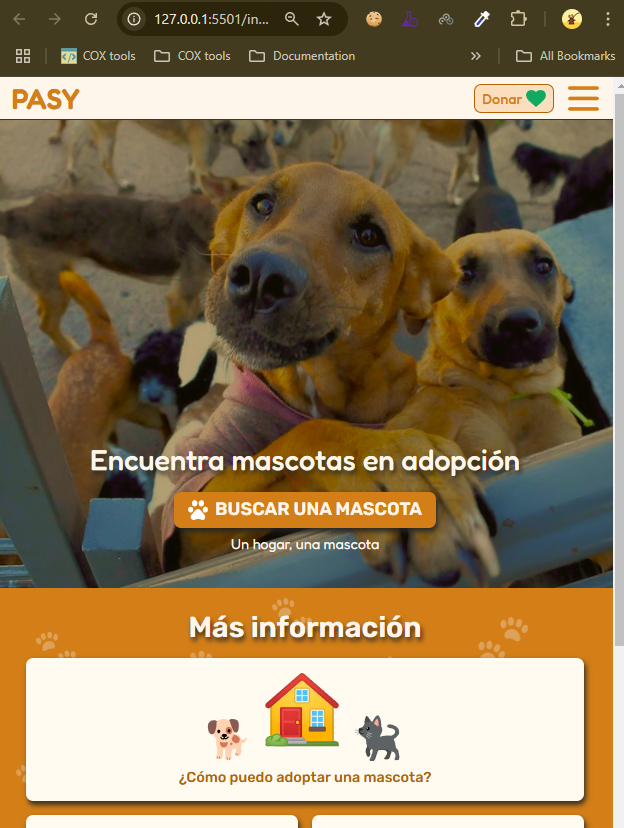 127.0.0.1:5501/in...
COX tools
COX tools
Documentation
»
All Bookmarks
PASY
Donar
Encuentra mascotas en adopción
BUSCAR UNA MASCOTA
Un hogar, una mascota
Más información
¿Cómo puedo adoptar una mascota?